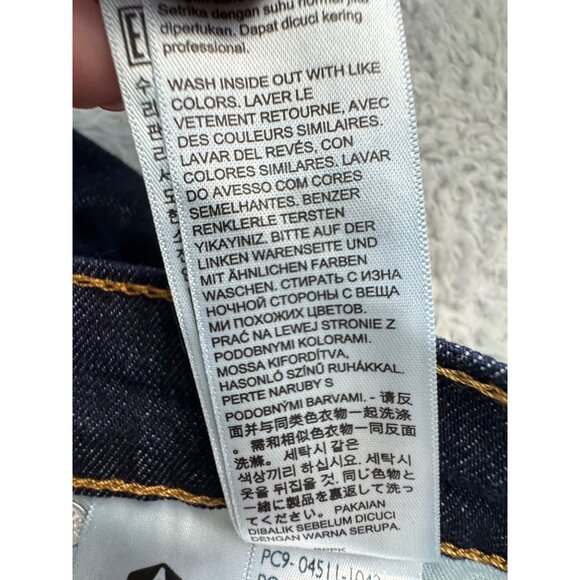 Setrika dengan suhu normal jika
diperlukan. Dapat dicuci kering
professional.
WASH INSIDE OUT WITH LIKE
COLORS. LAVER LE
VETEMENT RETOURNE, AVEC
DES COULEURS SIMILAIRES.
LAVAR DEL REVÉS, CON
COLORES SIMILARES. LAVAR
DO AVESSO COM CORES
SEMELHANTES. BENZER
RENKLERLE TERSTEN
YIKAYINIZ. BITTE AUF DER
LINKEN WARENSEITE UND
MIT ÄHNLICHEN FARBEN
WASCHEN. СТИРАТЬ С ИЗНА
НОЧНОЙ СТОРОНЫ С ВЕЩА
МИ ПОХОЖИХ ЦВЕТОВ.
PRAĆ NA LEWEJ STRONIE Z
PODOBNYMI KOLORAMI.
MOSSA KIFORDÍTVA,
HASONLÓ SZÍNŰ RUHÁKKAL.
PERTE NARUBY S
PODOBNÝMI BARVAMI. - 请反
面并与同类色衣物一起洗涤
。需和相似色衣物一同反面
洗滌。세탁시 같은
색상끼리 하십시요. 세탁시
옷을 뒤집을 것. 同じ色物と
一緒に製品を裏返して洗っ
てください。 PAKAIAN
DIBALIK SEBELUM DICUCI
DENGAN WARNA SERUPA.
PC9- 04511-